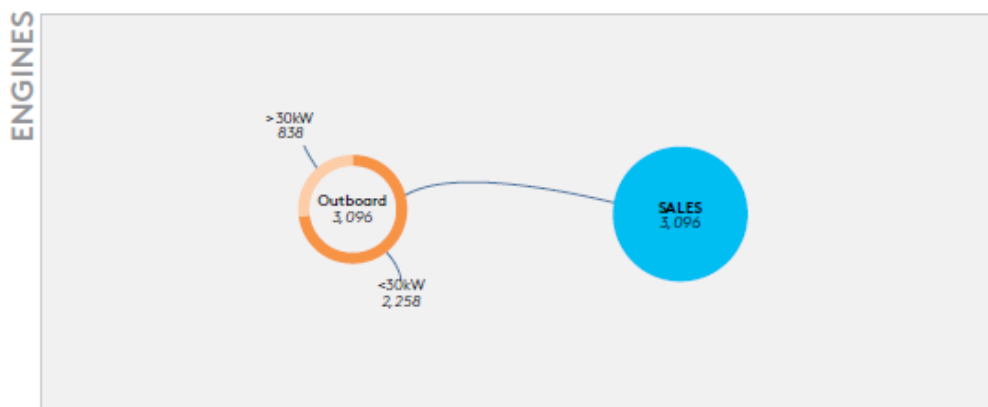 ENGINES
>30kW
838
Outboard
3,096
SALES
3,096
<30kW
2,258